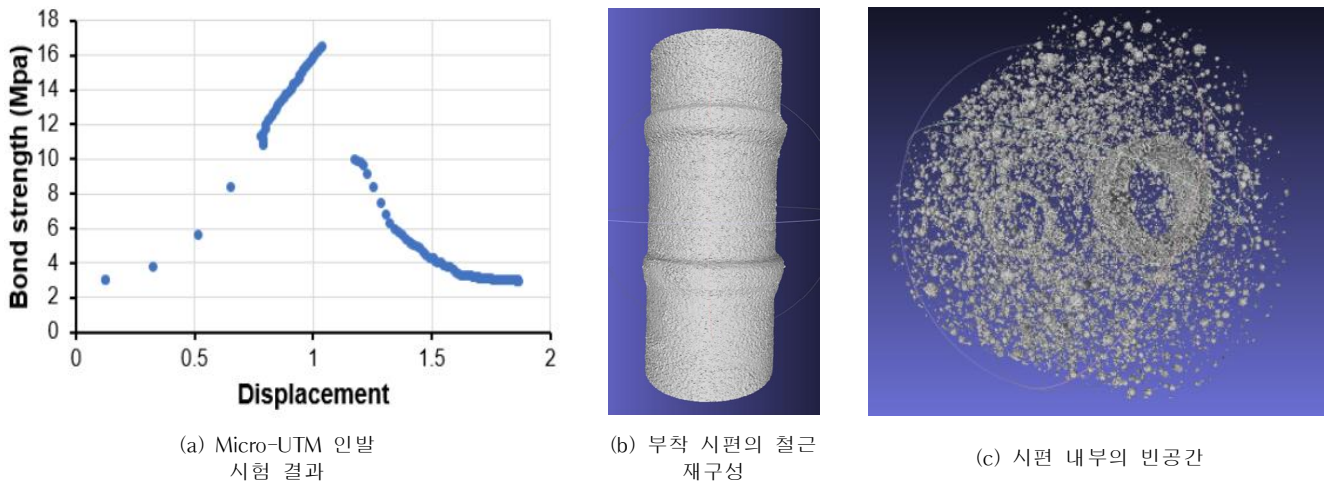 18
16
14
12
10
8
6
4
2
0
Bond strength (Mpa)
0 0.5 1 1.5 2
Displacement
(a) Micro-UTM 인발
시험 결과
(b) 부착 시편의 철근
재구성
(c) 시편 내부의 빈공간